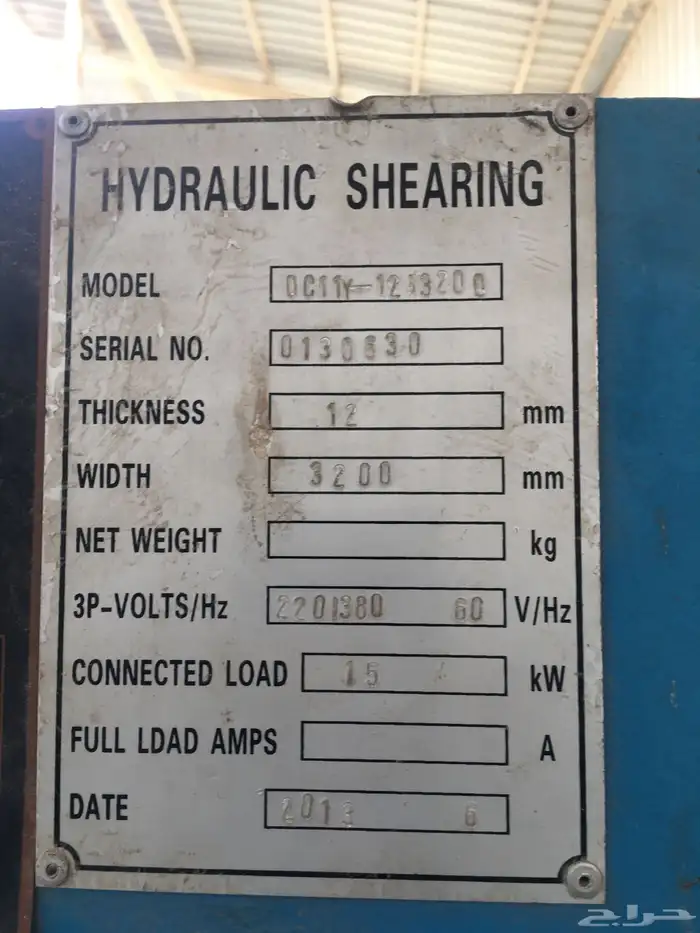 HYDRAULIC SHEARING
MODEL QC11Y-12X3200
SERIAL NO. 0130630
THICKNESS 12 mm
WIDTH 3200 mm
NET WEIGHT kg
3P-VOLTS/Hz 220/380 60 V/Hz
CONNECTED LOAD 15 kW
FULL LDAD AMPS A
DATE 2013 6
حراج